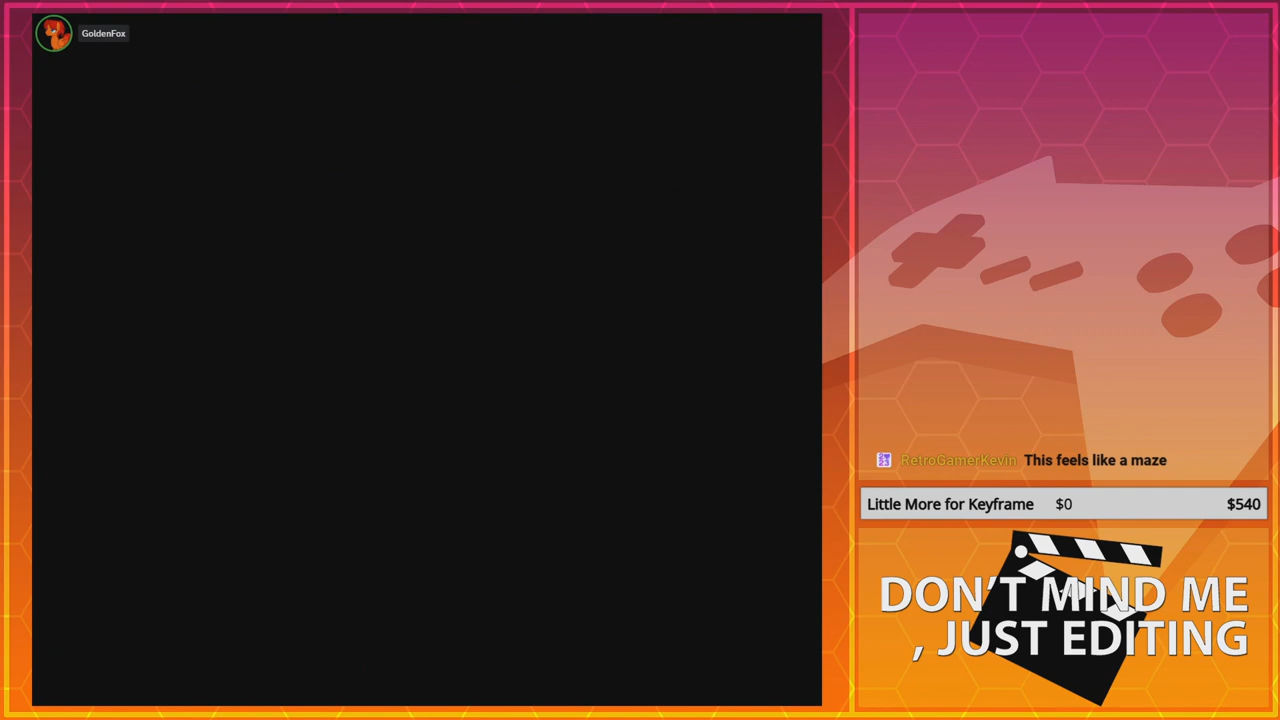 GoldenFox
RetroGamerKevin This feels like a maze
Little More for Keyframe $0 $540
DON'T MIND ME
, JUST EDITING